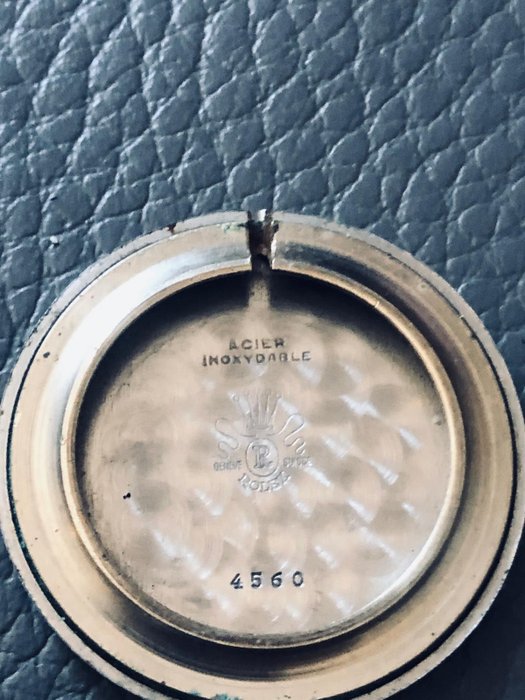 ACIER
INOXYDABLE
R
GENEVE SUISSE
ROLEX
4560